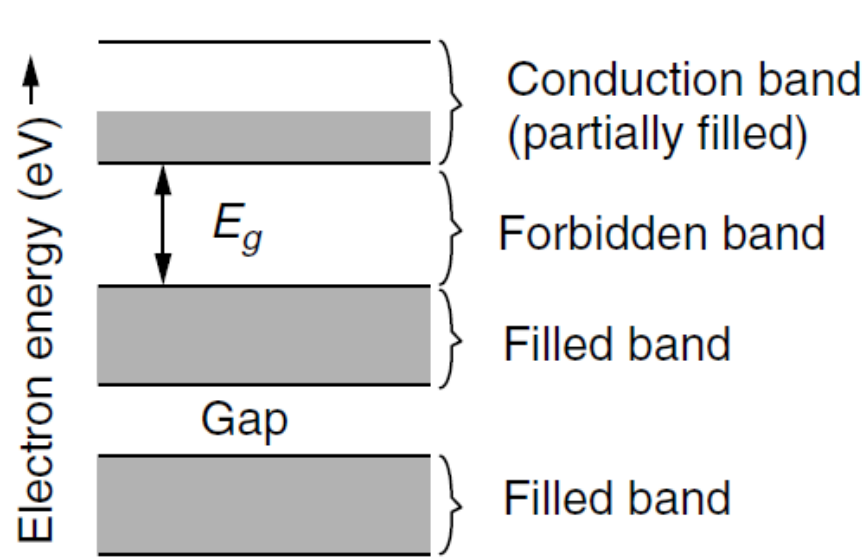 Electron energy (eV)
Conduction band
(partially filled)
E_g
Forbidden band
Filled band
Gap
Filled band